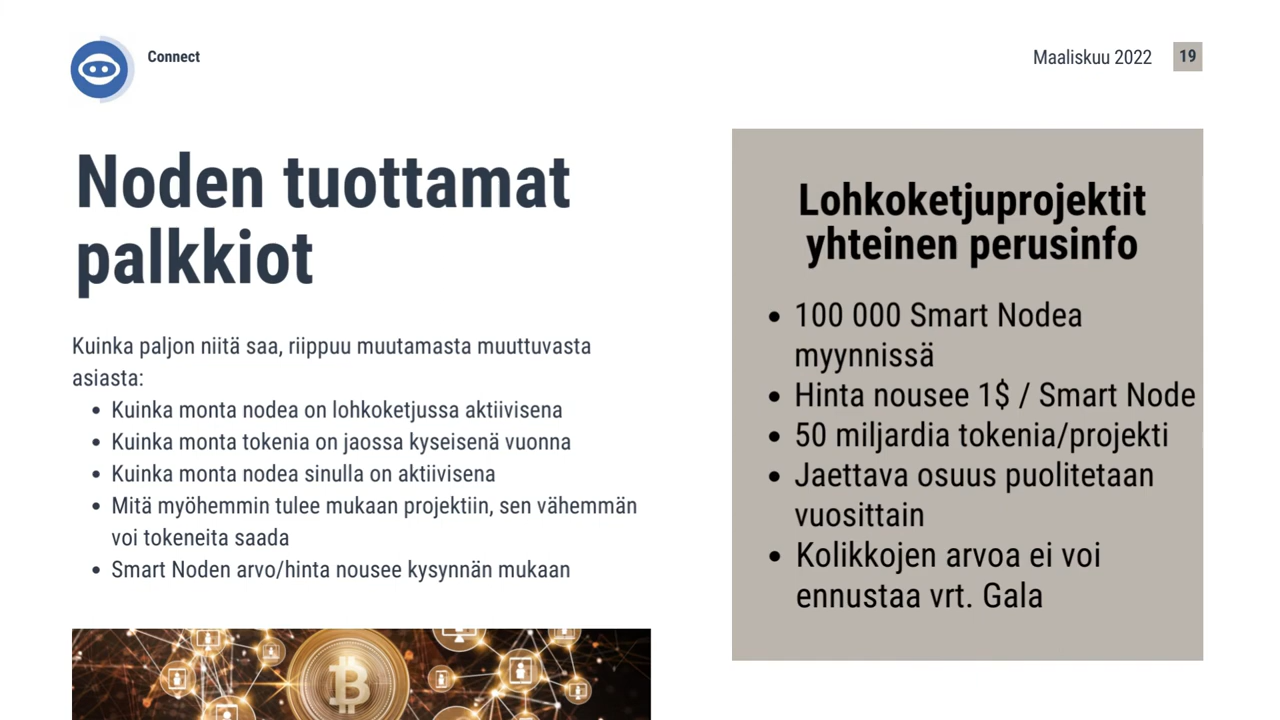 Connect
Maaliskuu 2022
19
Noden tuottamat
palkkiot
Kuinka paljon niitä saa, riippuu muutamasta muuttuvasta
asiasta:
• Kuinka monta nodea on lohkoketjussa aktiivisena
• Kuinka monta tokenia on jaossa kyseisenä vuonna
• Kuinka monta nodea sinulla on aktiivisena
• Mitä myöhemmin tulee mukaan projektiin, sen vähemmän
voi tokeneita saada
• Smart Noden arvo/hinta nousee kysynnän mukaan
Lohkoketjuprojektit
yhteinen perusinfo
• 100 000 Smart Nodea
myynnissä
• Hinta nousee 1$ / Smart Node
• 50 miljardia tokenia/projekti
• Jaettava osuus puolitetaan
vuosittain
• Kolikkojen arvoa ei voi
ennustaa vrt. Gala